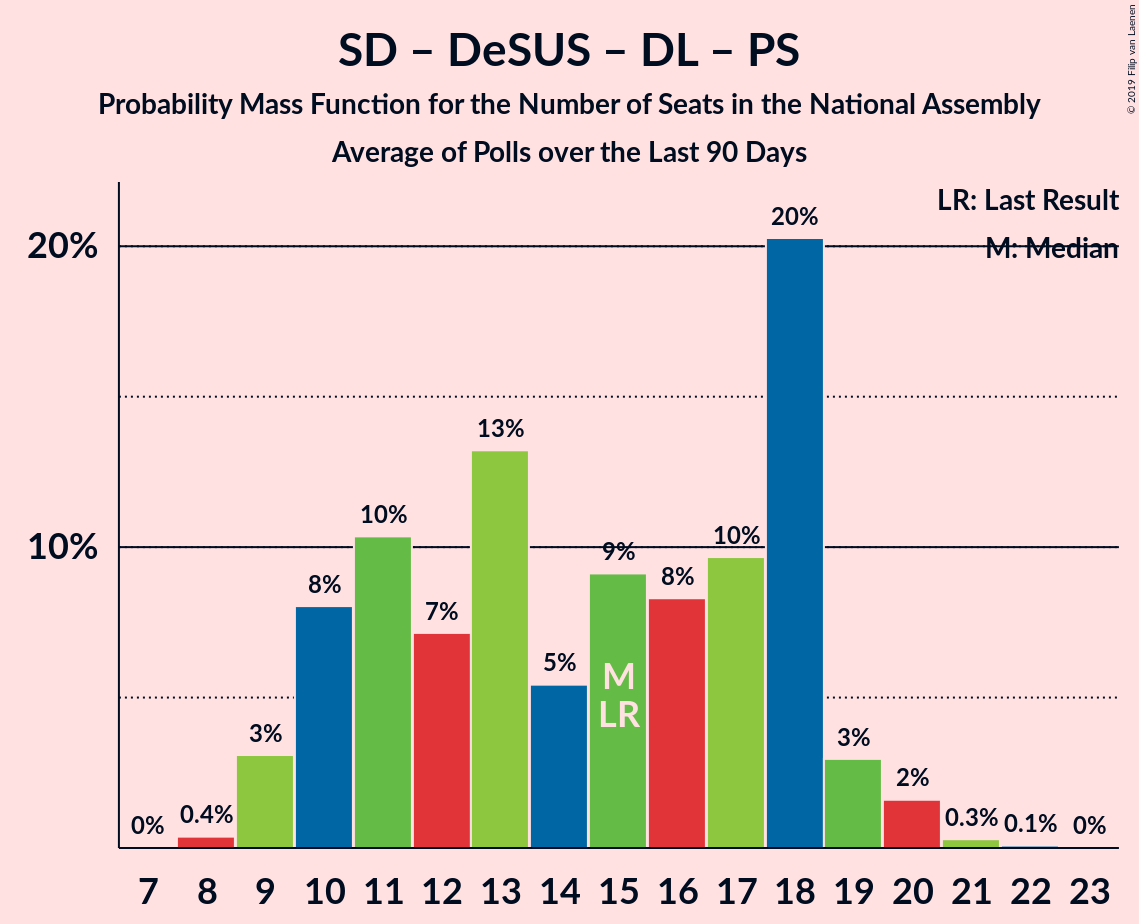 SD – DeSUS – DL – PS
Probability Mass Function for the Number of Seats in the National Assembly
Average of Polls over the Last 90 Days
© 2019 Filip van Laenen
LR: Last Result
M: Median
20%
10%
0%
0.4%
3%
8%
10%
7%
13%
5%
9%
8%
10%
20%
3%
2%
0.3%
0.1%
0%
M
LR
7 8 9 10 11 12 13 14 15 16 17 18 19 20 21 22 23